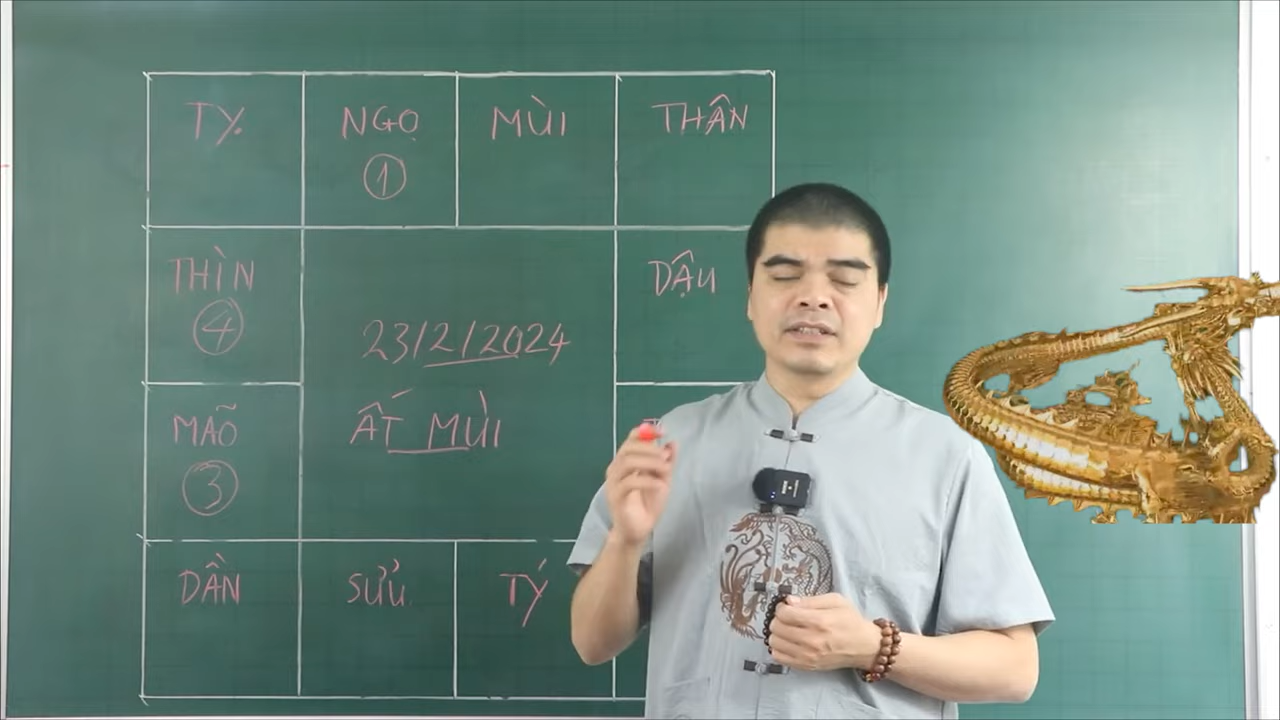 TỴ
NGỌ
MÙI
THÂN
①
THÌN
DẬU
④
23/2/2024
MÃO
ẤT MÙI
③
DẦN
SỬU
TÝ